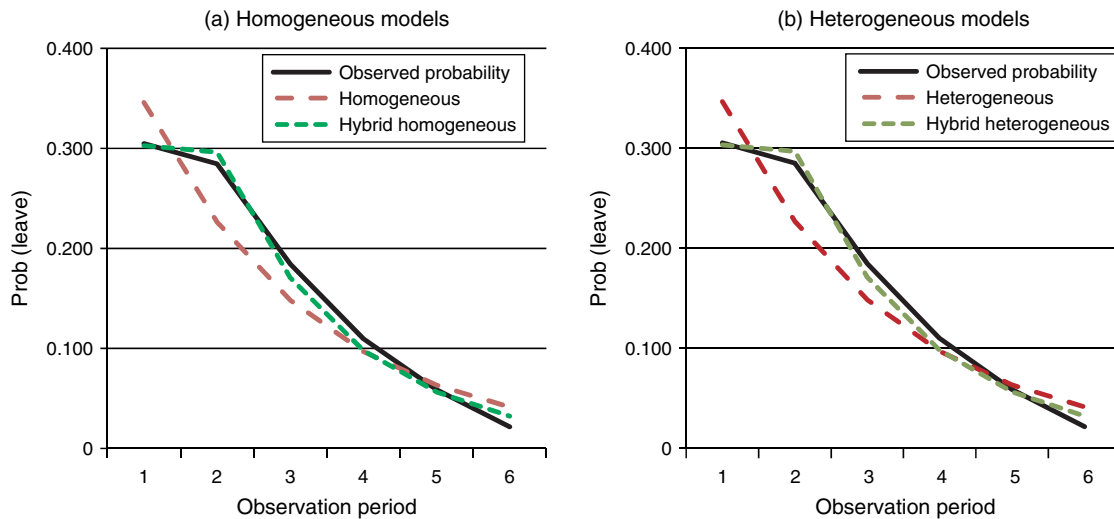 (a) Homogeneous models
0.400
0.300
0.200
0.100
0
Prob (leave)
Observed probability
Homogeneous
Hybrid homogeneous
1 2 3 4 5 6
Observation period
(b) Heterogeneous models
0.400
0.300
0.200
0.100
0
Prob (leave)
Observed probability
Heterogeneous
Hybrid heterogeneous
1 2 3 4 5 6
Observation period